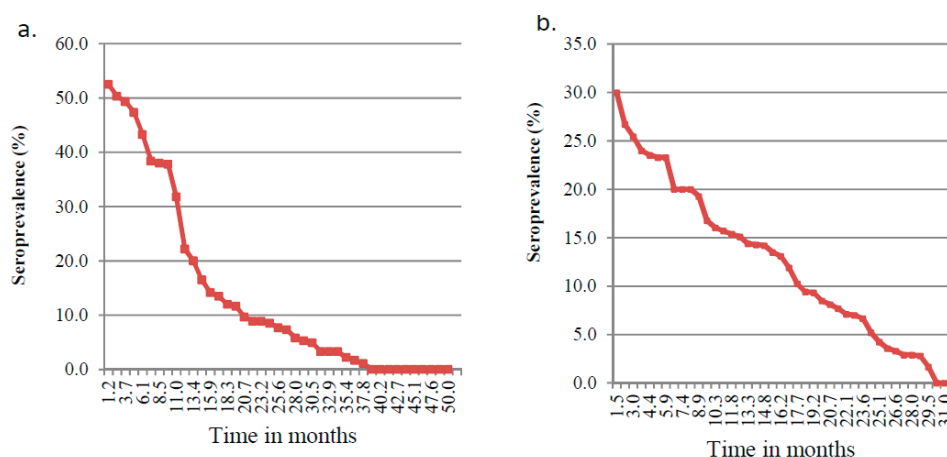 a.
60.0
50.0
40.0
30.0
20.0
10.0
0.0
Seroprevalence (%)
1.2 3.7 6.1 8.5 11.0 13.4 15.9 18.3 20.7 23.2 25.6 28.0 30.5 32.9 35.4 37.8 40.2 42.7 45.1 47.6 50.0
Time in months
b.
35.0
30.0
25.0
20.0
15.0
10.0
5.0
0.0
Seroprevalence (%)
1.5 3.0 4.4 5.9 7.4 8.9 10.3 11.8 13.3 14.8 16.2 17.7 19.2 20.7 22.1 23.6 25.1 26.6 28.0 29.5 31.0
Time in months